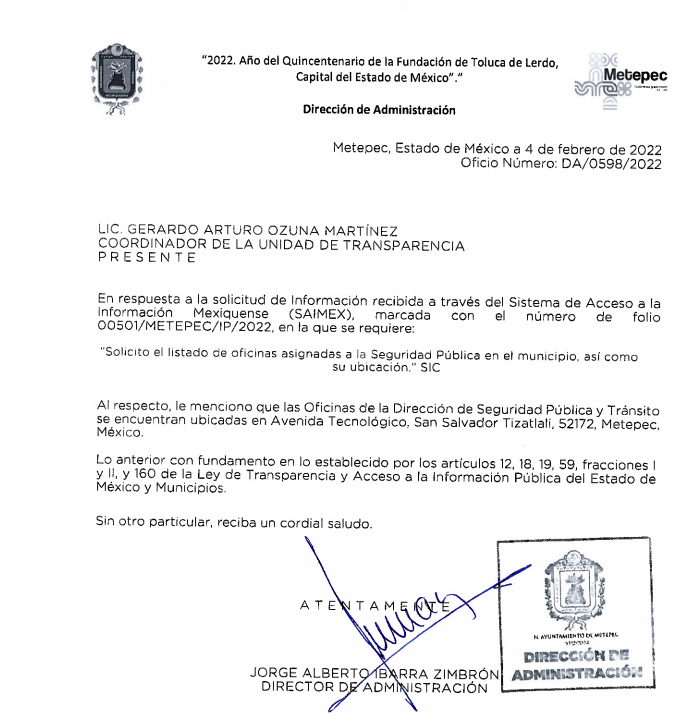 "2022. Año del Quincentenario de la Fundación de Toluca de Lerdo,
Capital del Estado de México"."
Metepec
Dirección de Administración
Metepec, Estado de México a 4 de febrero de 2022
Oficio Número: DA/0598/2022
LIC. GERARDO ARTURO OZUNA MARTÍNEZ
COORDINADOR DE LA UNIDAD DE TRANSPARENCIA
P R E S E N T E
En respuesta a la solicitud de Información recibida a través del Sistema de Acceso a la
Información Mexiquense (SAIMEX), marcada con el número de folio
00501/METEPEC/IP/2022, en la que se requiere:
"Solicito el listado de oficinas asignadas a la Seguridad Pública en el municipio, así como
su ubicación." SIC
Al respecto, le menciono que las Oficinas de la Dirección de Seguridad Pública y Tránsito
se encuentran ubicadas en Avenida Tecnológico, San Salvador Tizatlali, 52172, Metepec,
México.
Lo anterior con fundamento en lo establecido por los artículos 12, 18, 19, 59, fracciones I
y II, y 160 de la Ley de Transparencia y Acceso a la Información Pública del Estado de
México y Municipios.
Sin otro particular, reciba un cordial saludo.
A T E N T A M E N T E
H. AYUNTAMIENTO DE METEPEC
DIRECCIÓN DE
ADMINISTRACIÓN
JORGE ALBERTO IBARRA ZIMBRÓN
DIRECTOR DE ADMINISTRACIÓN